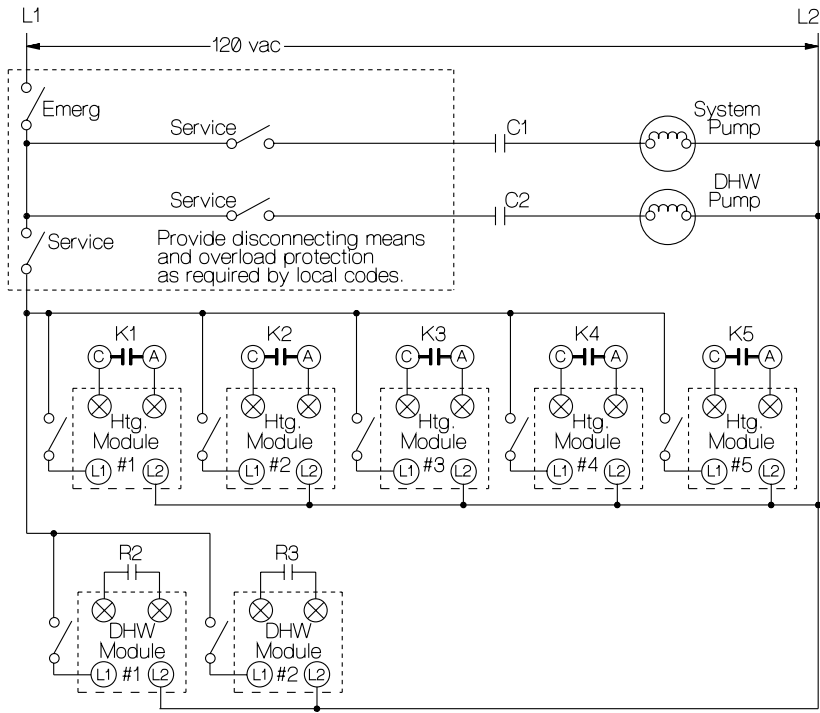 L1
L2
120 vac
Emerg
Service
C1
System
Pump
Service
C2
DHW
Pump
Service
Provide disconnecting means
and overload protection
as required by local codes.
K1
K2
K3
K4
K5
C A
C A
C A
C A
C A
Htg.
Module
#1
L1 L2
Htg.
Module
#2
L1 L2
Htg.
Module
#3
L1 L2
Htg.
Module
#4
L1 L2
Htg.
Module
#5
L1 L2
R2
R3
DHW
Module
#1
L1 L2
DHW
Module
#2
L1 L2